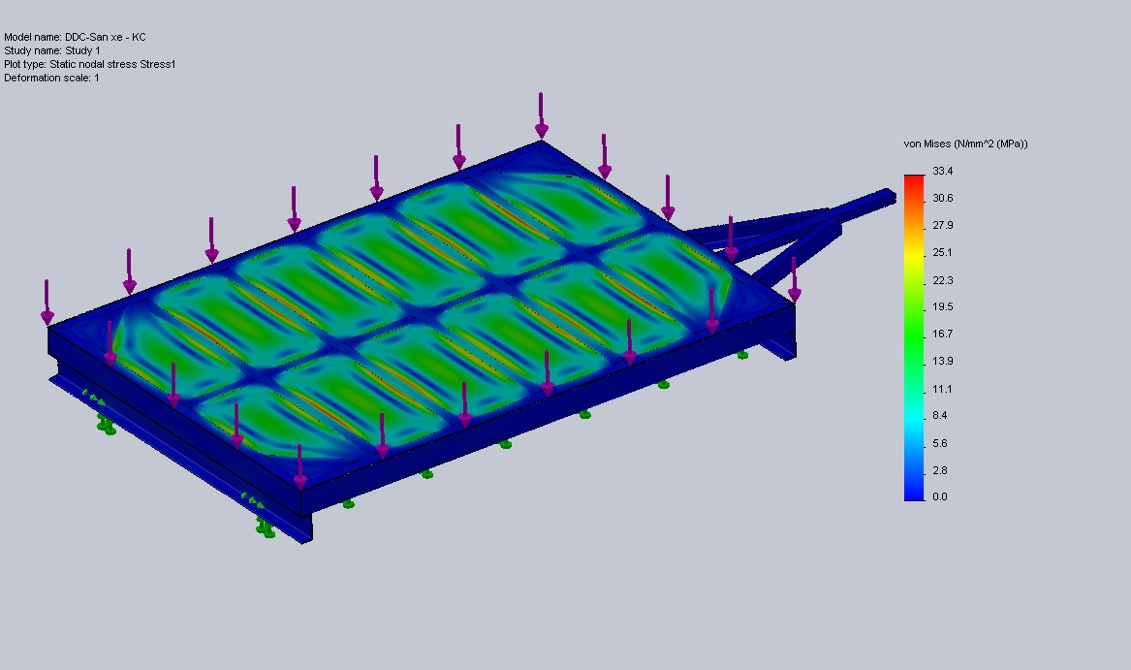 Model name: DDC-San xe - KC
Study name: Study 1
Plot type: Static nodal stress Stress1
Deformation scale: 1
von Mises (N/mm^2 (MPa))
33.4
30.6
27.9
25.1
22.3
19.5
16.7
13.9
11.1
8.4
5.6
2.8
0.0